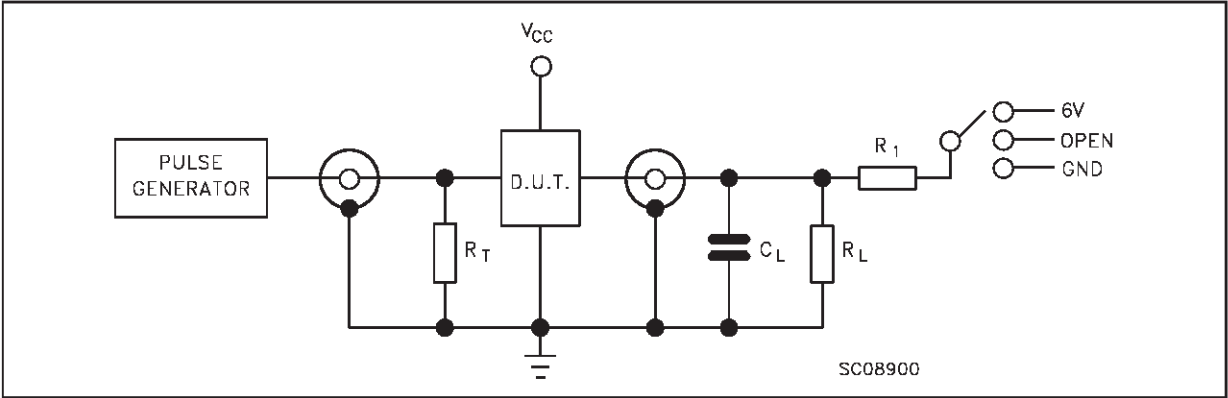 VCC
6V
OPEN
GND
R1
PULSE
GENERATOR
D.U.T.
RT
CL
RL
SC08900